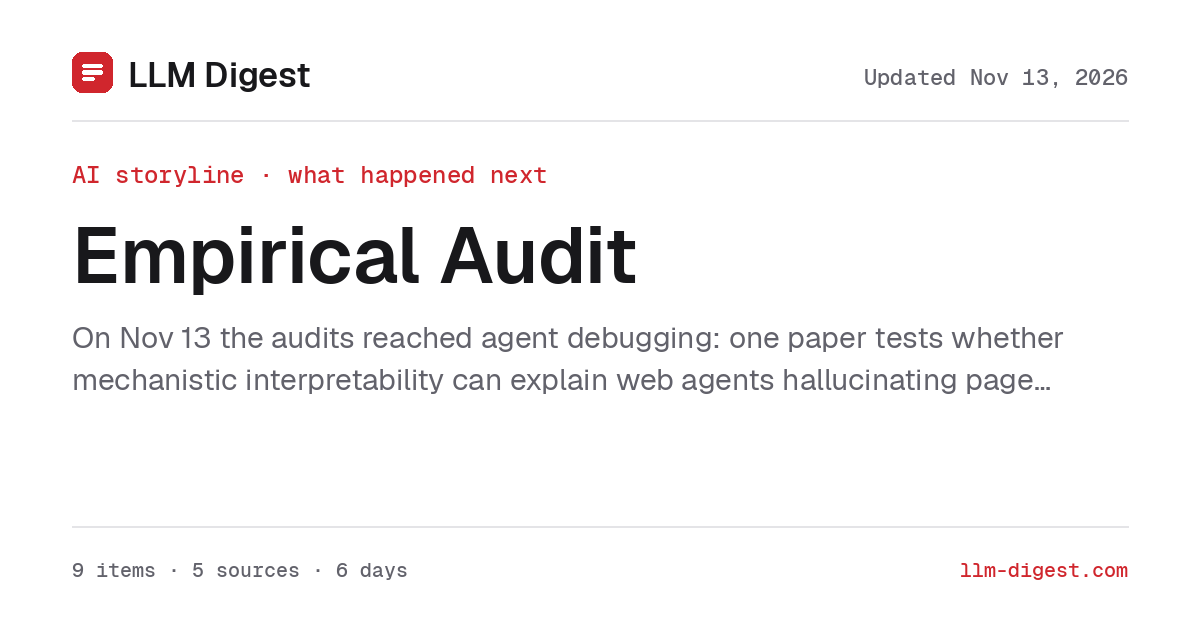 LLM Digest
Updated Nov 13, 2026
AI storyline · what happened next
Empirical Audit
On Nov 13 the audits reached agent debugging: one paper tests whether
mechanistic interpretability can explain web agents hallucinating page…
9 items · 5 sources · 6 days
llm-digest.com